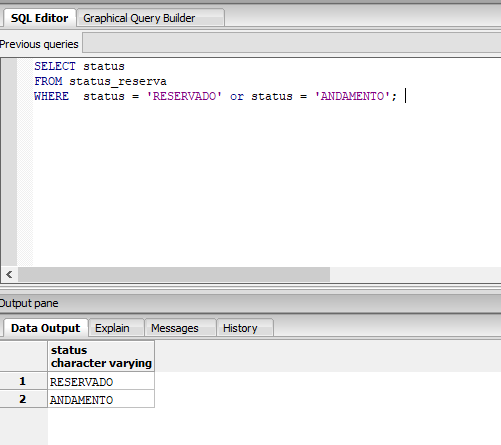 SQL Editor Graphical Query Builder
Previous queries
SELECT status
FROM status_reserva
WHERE  status = 'RESERVADO' or status = 'ANDAMENTO';
<
Output pane
Data Output Explain Messages History
status
character varying
1 RESERVADO
2 ANDAMENTO